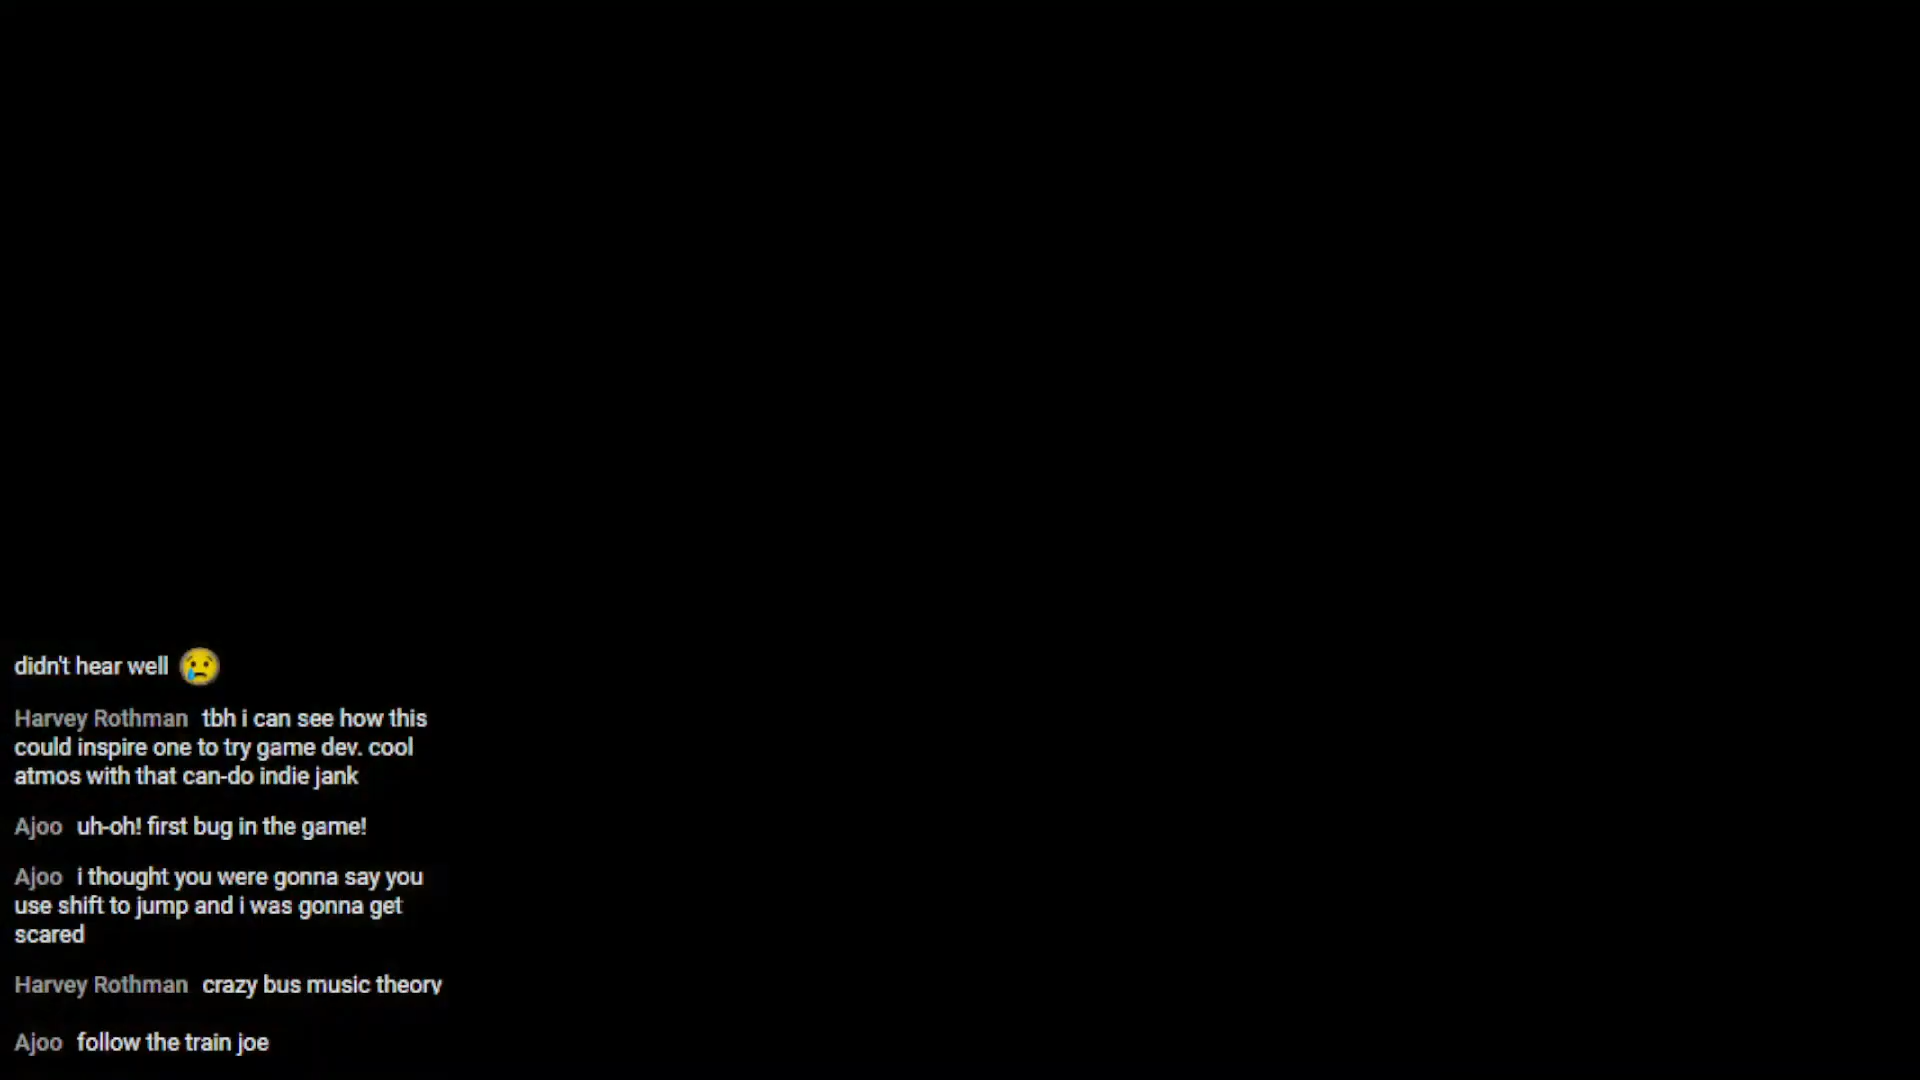 didn't hear well 😢
Harvey Rothman tbh i can see how this
could inspire one to try game dev. cool
atmos with that can-do indie jank
Ajoo uh-oh! first bug in the game!
Ajoo i thought you were gonna say you
use shift to jump and i was gonna get
scared
Harvey Rothman crazy bus music theory
Ajoo follow the train joe